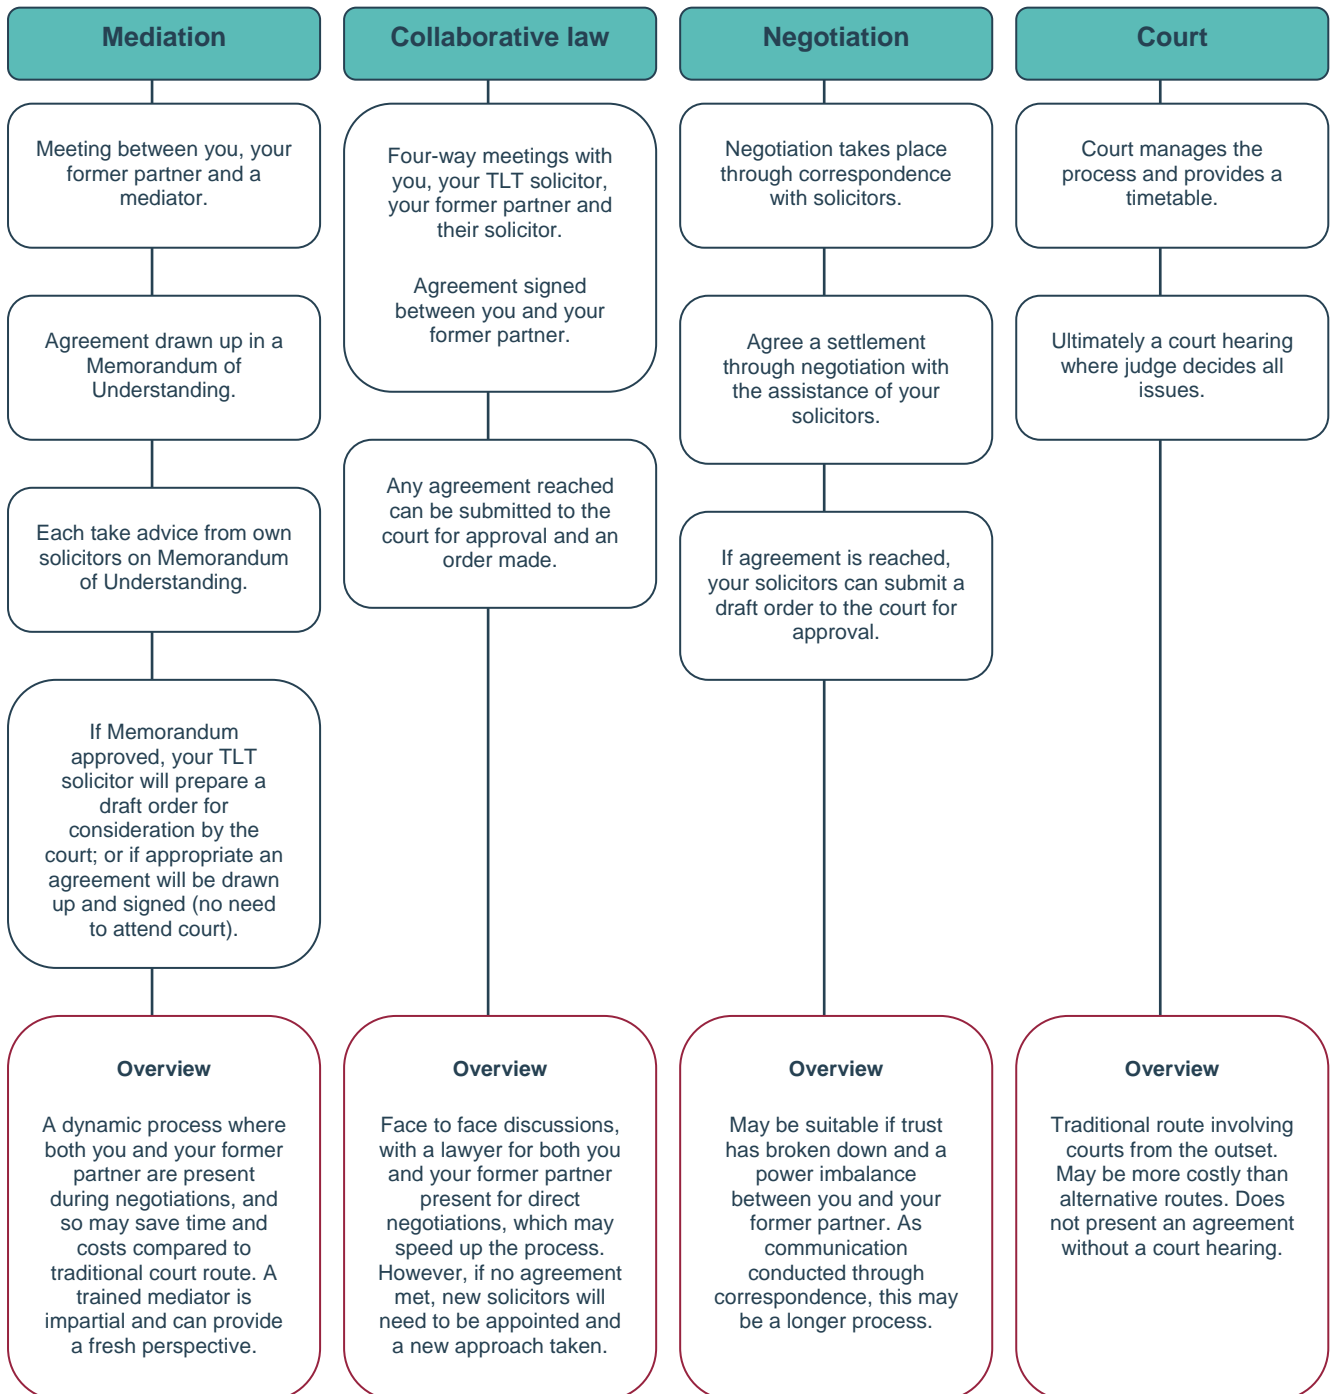 Mediation
Meeting between you, your
former partner and a
mediator.
Agreement drawn up in a
Memorandum of
Understanding.
Each take advice from own
solicitors on Memorandum
of Understanding.
If Memorandum
approved, your TLT
solicitor will prepare a
draft order for
consideration by the
court; or if appropriate an
agreement will be drawn
up and signed (no need
to attend court).
Overview
A dynamic process where
both you and your former
partner are present
during negotiations, and
so may save time and
costs compared to
traditional court route. A
trained mediator is
impartial and can provide
a fresh perspective.
Collaborative law
Four-way meetings with
you, your TLT solicitor,
your former partner and
their solicitor.
Agreement signed
between you and your
former partner.
Any agreement reached
can be submitted to the
court for approval and an
order made.
Overview
Face to face discussions,
with a lawyer for both you
and your former partner
present for direct
negotiations, which may
speed up the process.
However, if no agreement
met, new solicitors will
need to be appointed and
a new approach taken.
Negotiation
Negotiation takes place
through correspondence
with solicitors.
Agree a settlement
through negotiation with
the assistance of your
solicitors.
If agreement is reached,
your solicitors can submit a
draft order to the court for
approval.
Overview
May be suitable if trust
has broken down and a
power imbalance
between you and your
former partner. As
communication
conducted through
correspondence, this may
be a longer process.
Court
Court manages the
process and provides a
timetable.
Ultimately a court hearing
where judge decides all
issues.
Overview
Traditional route involving
courts from the outset.
May be more costly than
alternative routes. Does
not present an agreement
without a court hearing.